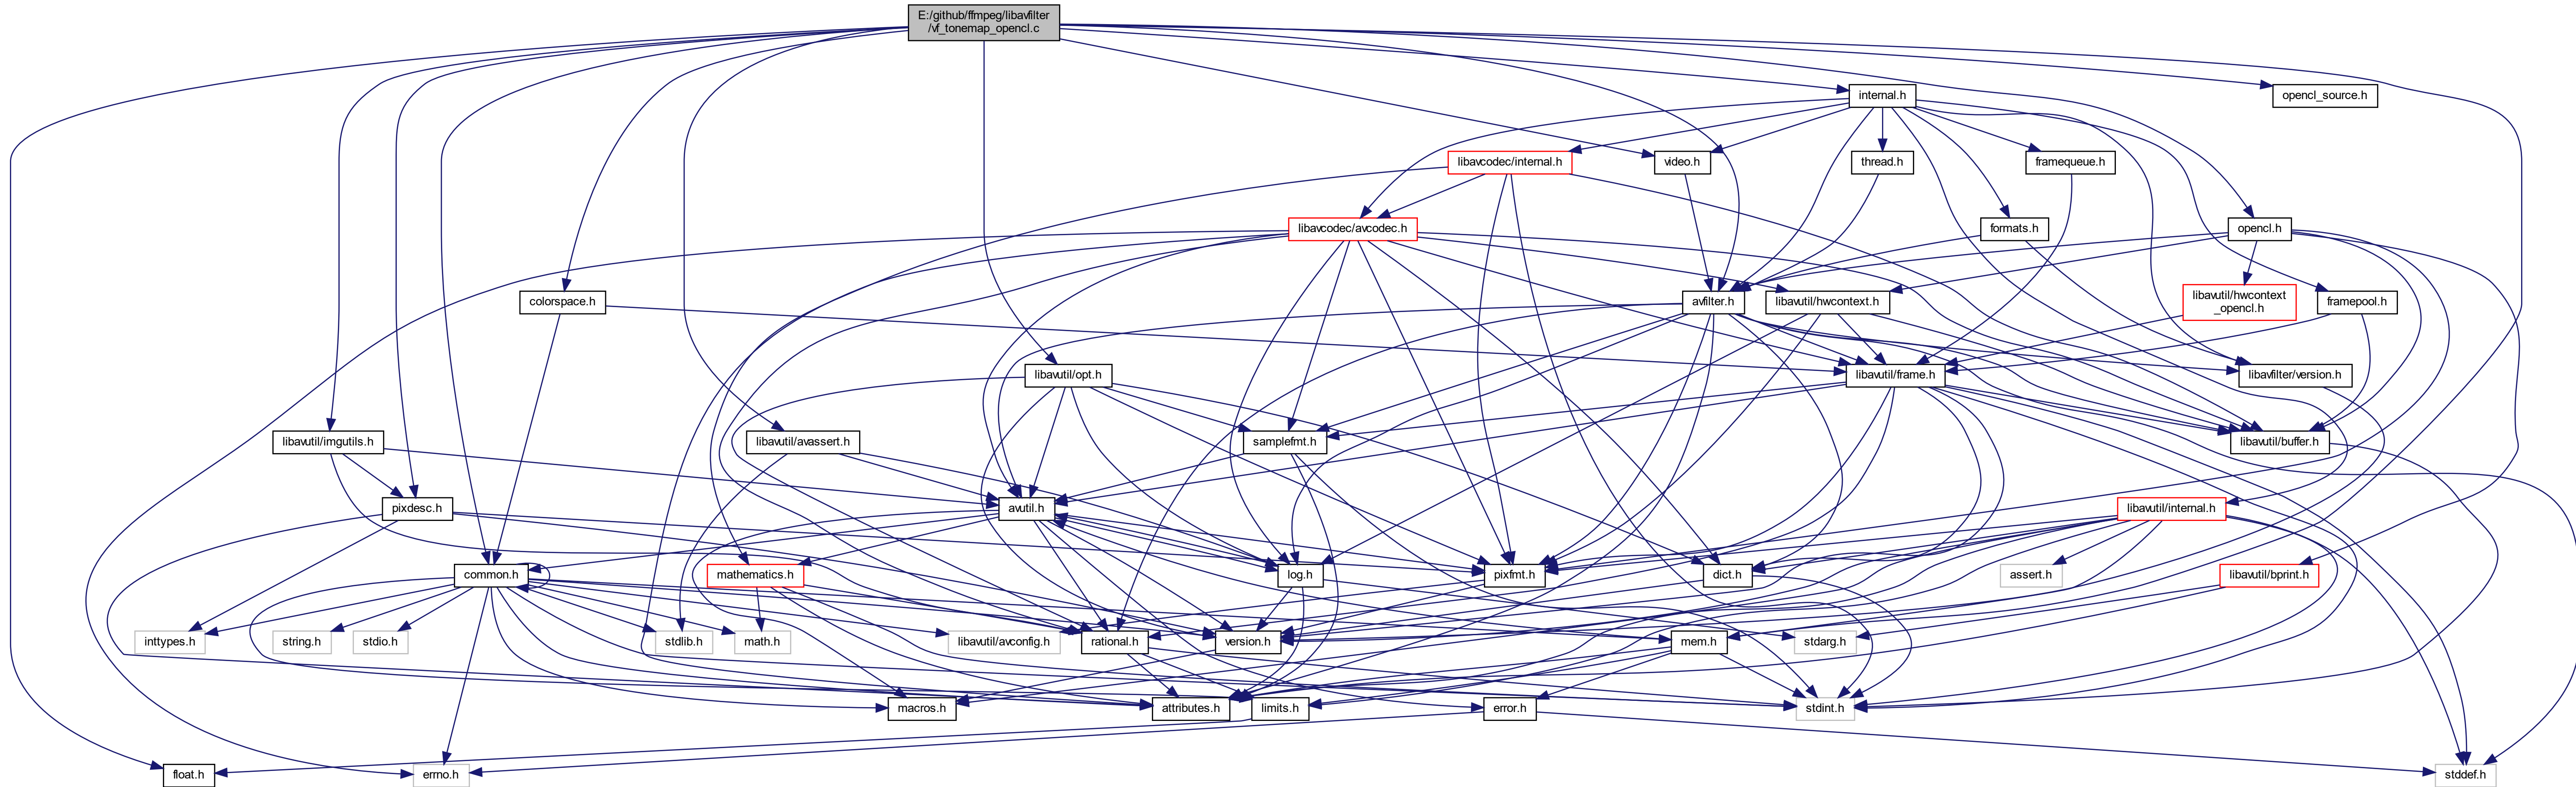 E:/github/ffmpeg/libavfilter
/vf_tonemap_opencl.c
internal.h
opencl_source.h
libavcodec/internal.h
video.h
thread.h
framequeue.h
libavcodec/avcodec.h
formats.h
opencl.h
colorspace.h
avfilter.h
libavutil/hwcontext.h
libavutil/hwcontext
_opencl.h
framepool.h
libavutil/opt.h
libavutil/frame.h
libavfilter/version.h
libavutil/imgutils.h
libavutil/avassert.h
samplefmt.h
libavutil/buffer.h
pixdesc.h
avutil.h
libavutil/internal.h
common.h
mathematics.h
log.h
pixfmt.h
dict.h
assert.h
libavutil/bprint.h
inttypes.h
string.h
stdio.h
stdlib.h
math.h
libavutil/avconfig.h
rational.h
version.h
mem.h
stdarg.h
macros.h
attributes.h
limits.h
error.h
stdint.h
float.h
errno.h
stddef.h